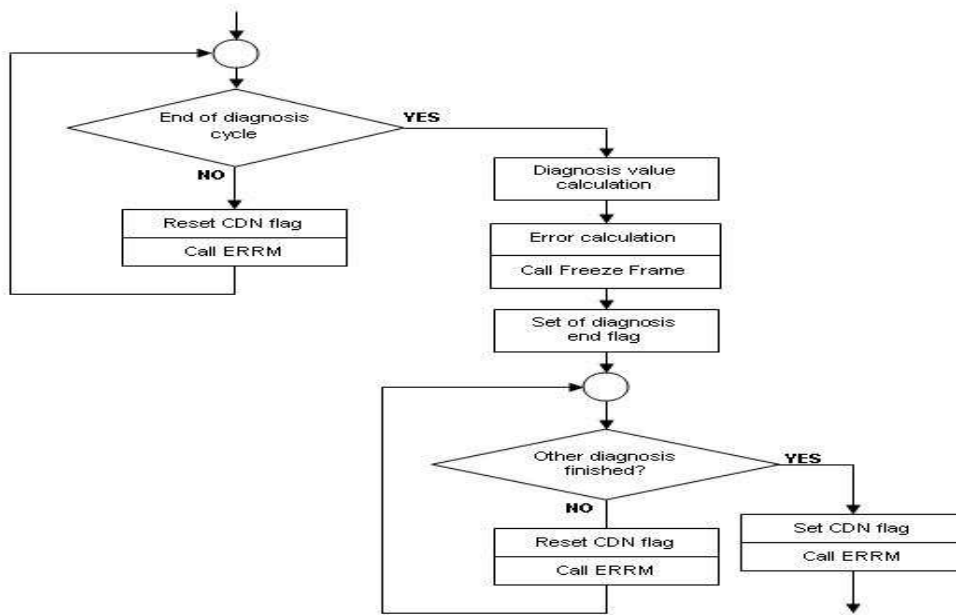 End of diagnosis
cycle
YES
NO
Reset CDN flag
Call ERRM
Diagnosis value
calculation
Error calculation
Call Freeze Frame
Set of diagnosis
end flag
Other diagnosis
finished?
YES
NO
Reset CDN flag
Call ERRM
Set CDN flag
Call ERRM